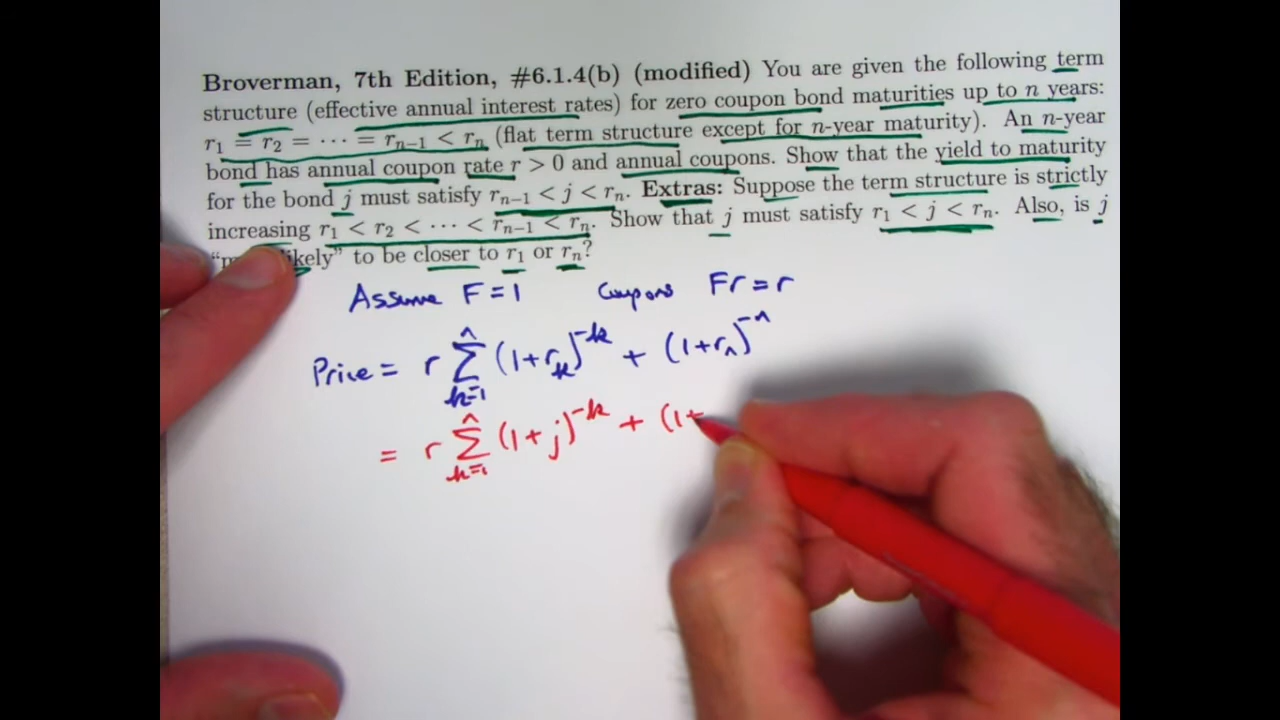 Broverman, 7th Edition, #6.1.4(b) (modified) You are given the following term
structure (effective annual interest rates) for zero coupon bond maturities up to n years:
r₁ = r₂ = ⋯ = rₙ₋₁ < rₙ (flat term structure except for n-year maturity). An n-year
bond has annual coupon rate r > 0 and annual coupons. Show that the yield to maturity
for the bond j must satisfy rₙ₋₁ < j < rₙ. Extras: Suppose the term structure is strictly
increasing r₁ < r₂ < ⋯ < rₙ₋₁ < rₙ. Show that j must satisfy r₁ < j < rₙ. Also, is j
to be closer to r₁ or rₙ?
Assume F=1 Coupons Fr=r
Price = r ∑ₖ₌₁ⁿ (1+rₖ)⁻ᵏ + (1+rₙ)⁻ⁿ
= r ∑ₖ₌₁ⁿ (1+j)⁻ᵏ + (1+